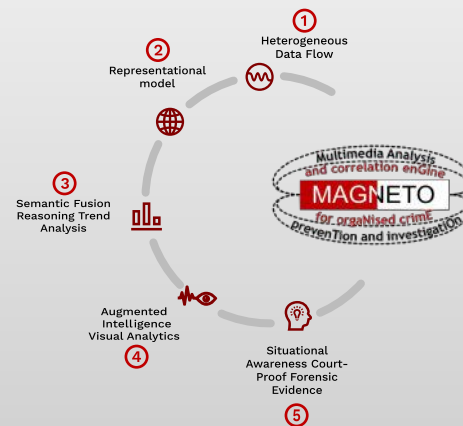 1
Heterogeneous
Data Flow
2
Representational
model
3
Semantic Fusion
Reasoning Trend
Analysis
Augmented
Intelligence
Visual Analytics
4
Situational
Awareness Court-
Proof Forensic
Evidence
5
Multimedia Analysis
and correlation enGine
MAGNETO
for orgaNised crimE
prevenTion and investigatiOn